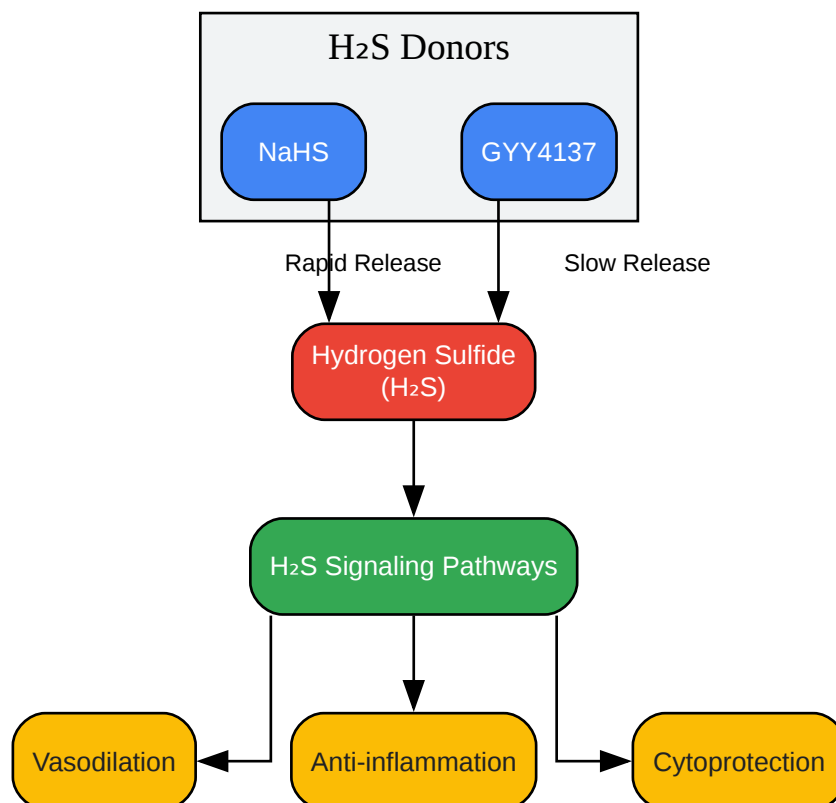 H₂S Donors
NaHS
GYY4137
Rapid Release
Slow Release
Hydrogen Sulfide
(H₂S)
H₂S Signaling Pathways
Vasodilation
Anti-inflammation
Cytoprotection